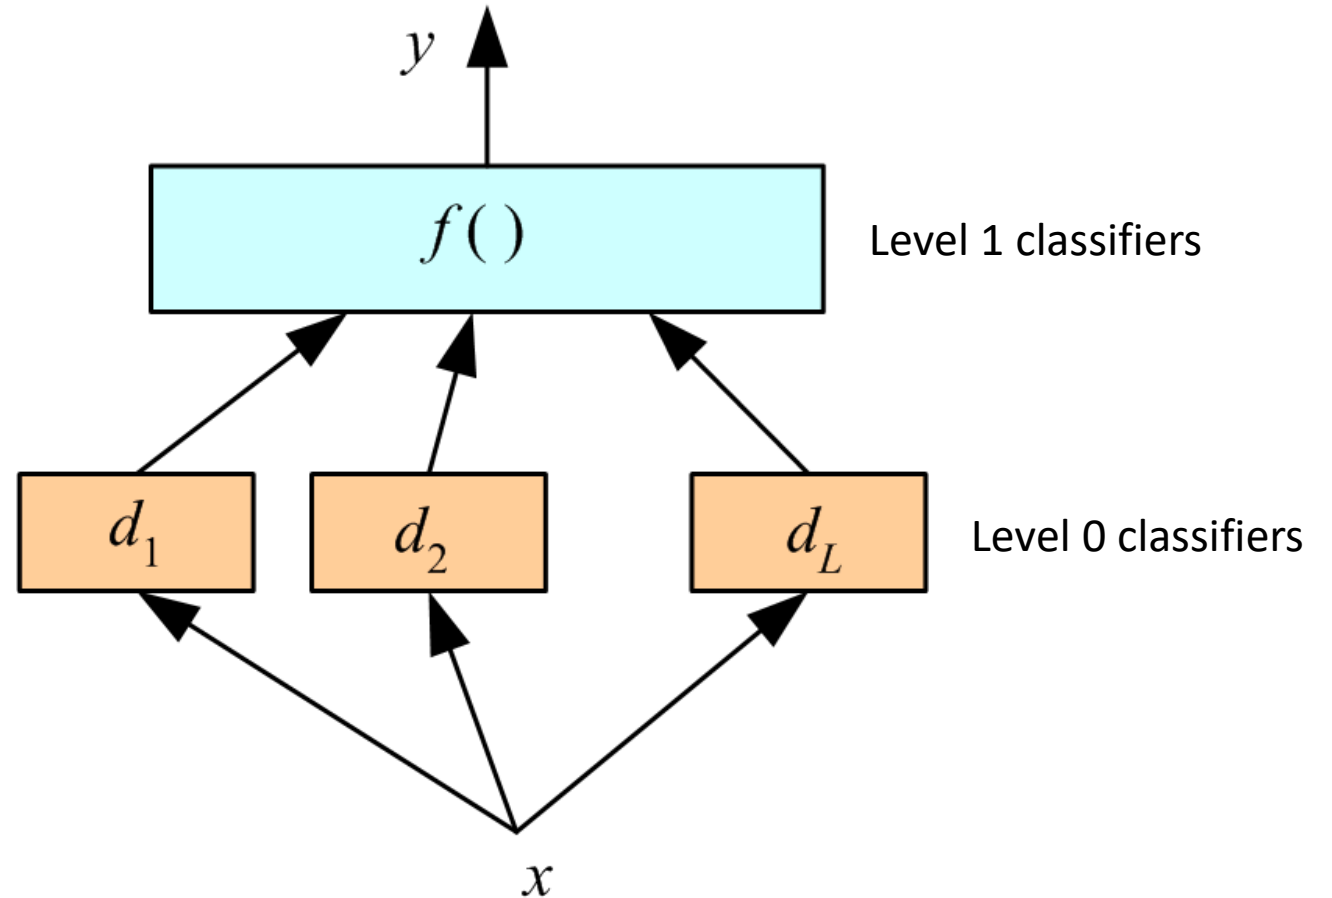 y
f( )
Level 1 classifiers
d1
d2
dL
Level 0 classifiers
x